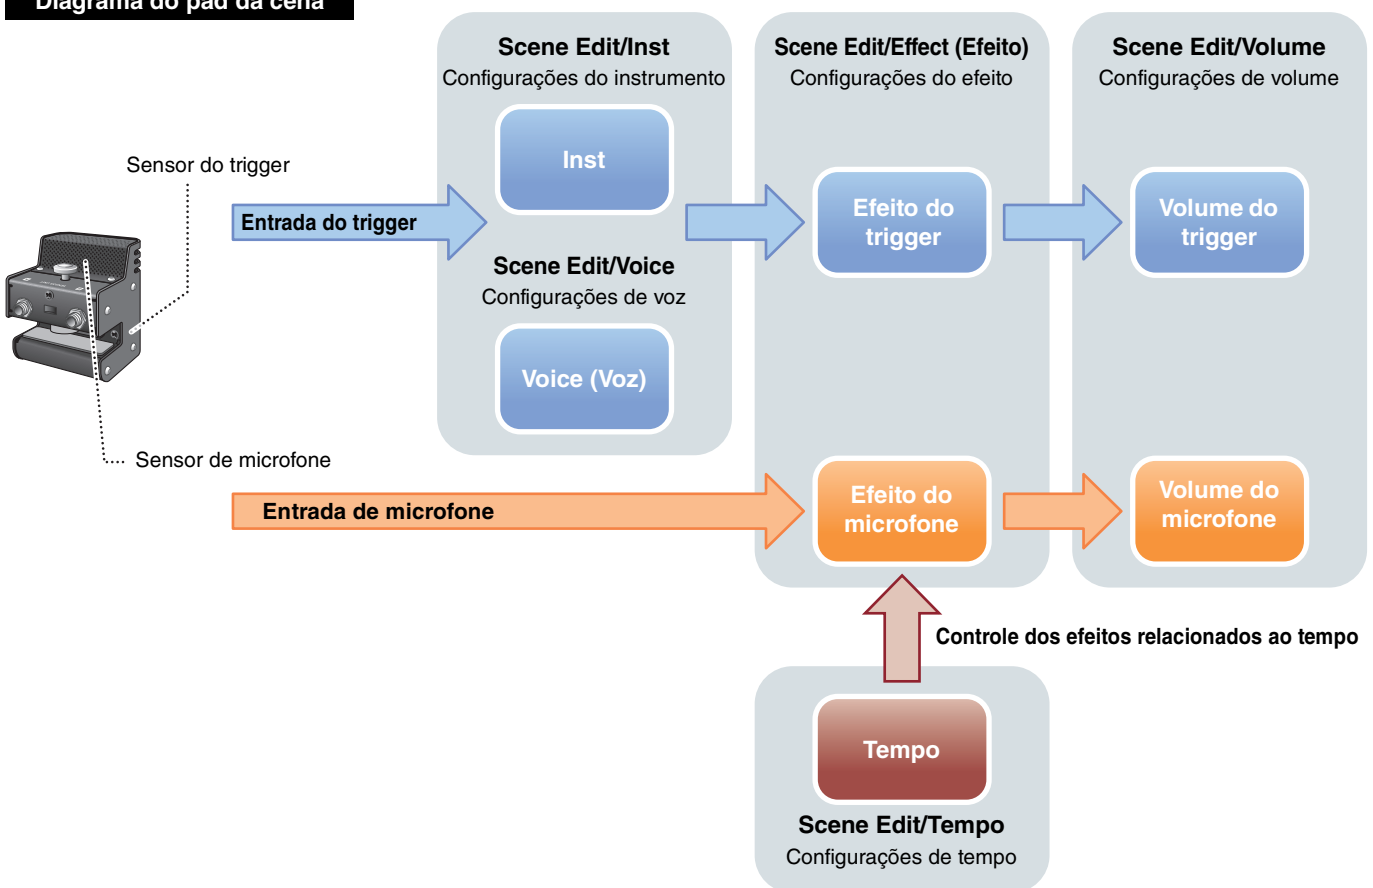 Diagrama do pad da cena
Scene Edit/Inst
Configurações do instrumento
Inst
Scene Edit/Voice
Configurações de voz
Voice (Voz)
Scene Edit/Effect (Efeito)
Configurações do efeito
Efeito do
trigger
Efeito do
microfone
Scene Edit/Volume
Configurações de volume
Volume do
trigger
Volume do
microfone
Sensor do trigger
Entrada do trigger
Sensor de microfone
Entrada de microfone
Controle dos efeitos relacionados ao tempo
Tempo
Scene Edit/Tempo
Configurações de tempo